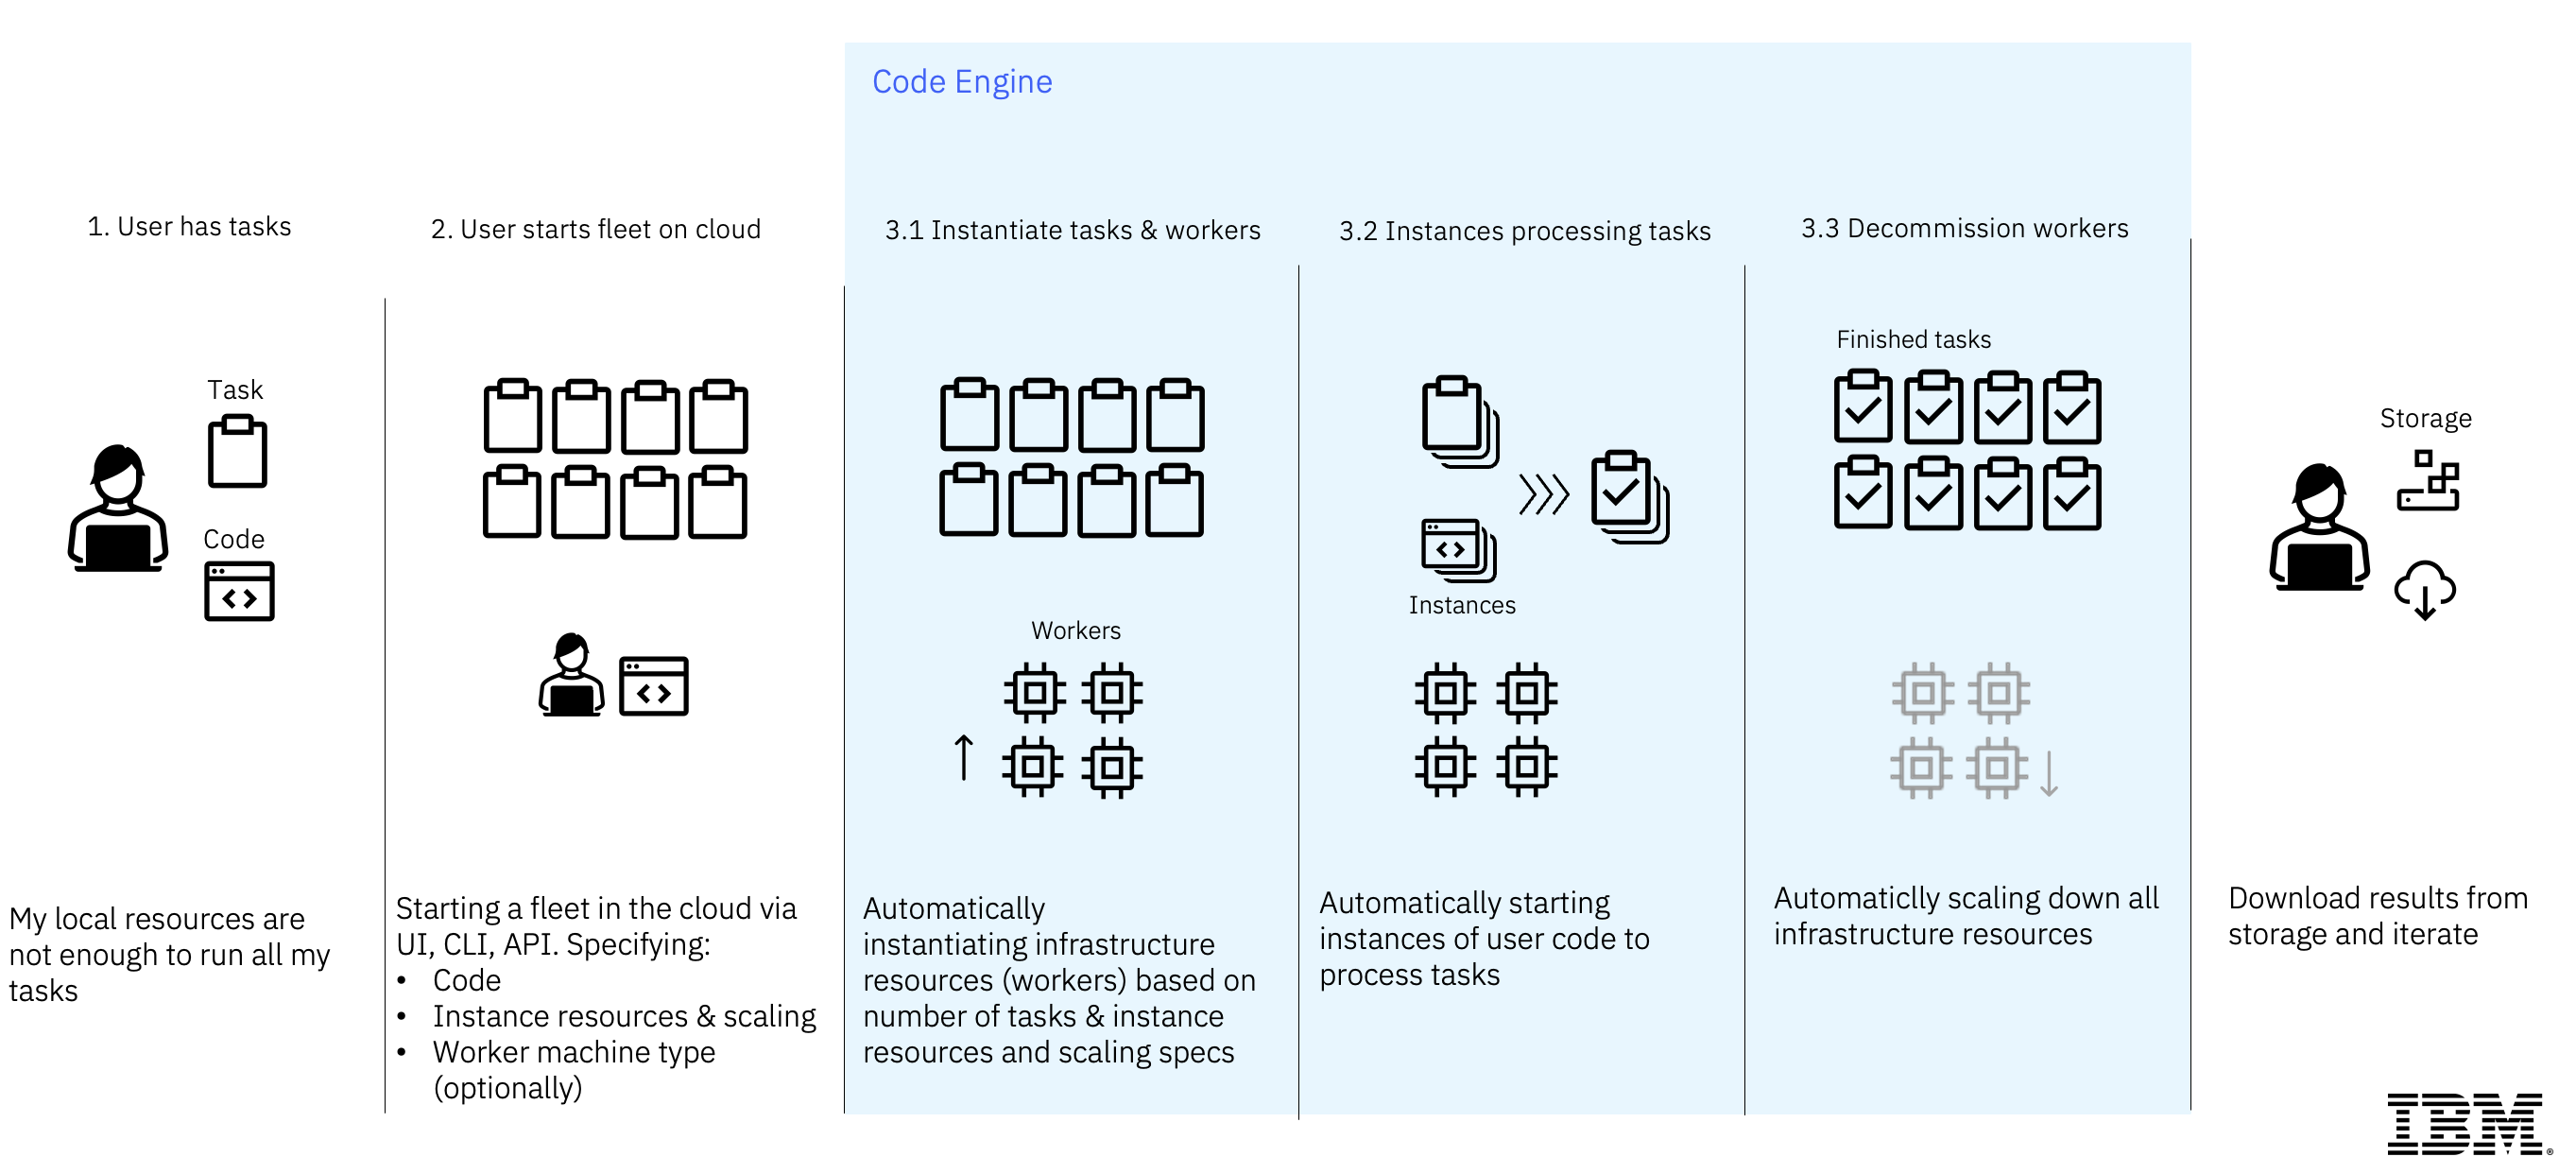 Code Engine
1. User has tasks
Task
Code
My local resources are
not enough to run all my
tasks
2. User starts fleet on cloud
Starting a fleet in the cloud via
UI, CLI, API. Specifying:
• Code
• Instance resources & scaling
• Worker machine type
(optionally)
3.1 Instantiate tasks & workers
Workers
Automatically
instantiating infrastructure
resources (workers) based on
number of tasks & instance
resources and scaling specs
3.2 Instances processing tasks
Instances
Automatically starting
instances of user code to
process tasks
3.3 Decommission workers
Finished tasks
Automaticlly scaling down all
infrastructure resources
Storage
Download results from
storage and iterate
IBM®